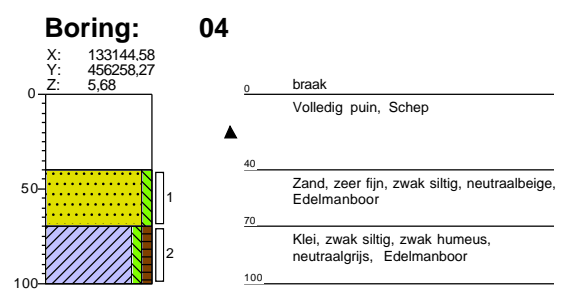 Boring: 04
X: 133144,58
Y: 456258,27
Z: 5,68
0
50
100
1
2
0 braak
Volledig puin, Schep
40
Zand, zeer fijn, zwak siltig, neutraalbeige,
Edelmanboor
70
Klei, zwak siltig, zwak humeus,
neutraalgrijs, Edelmanboor
100